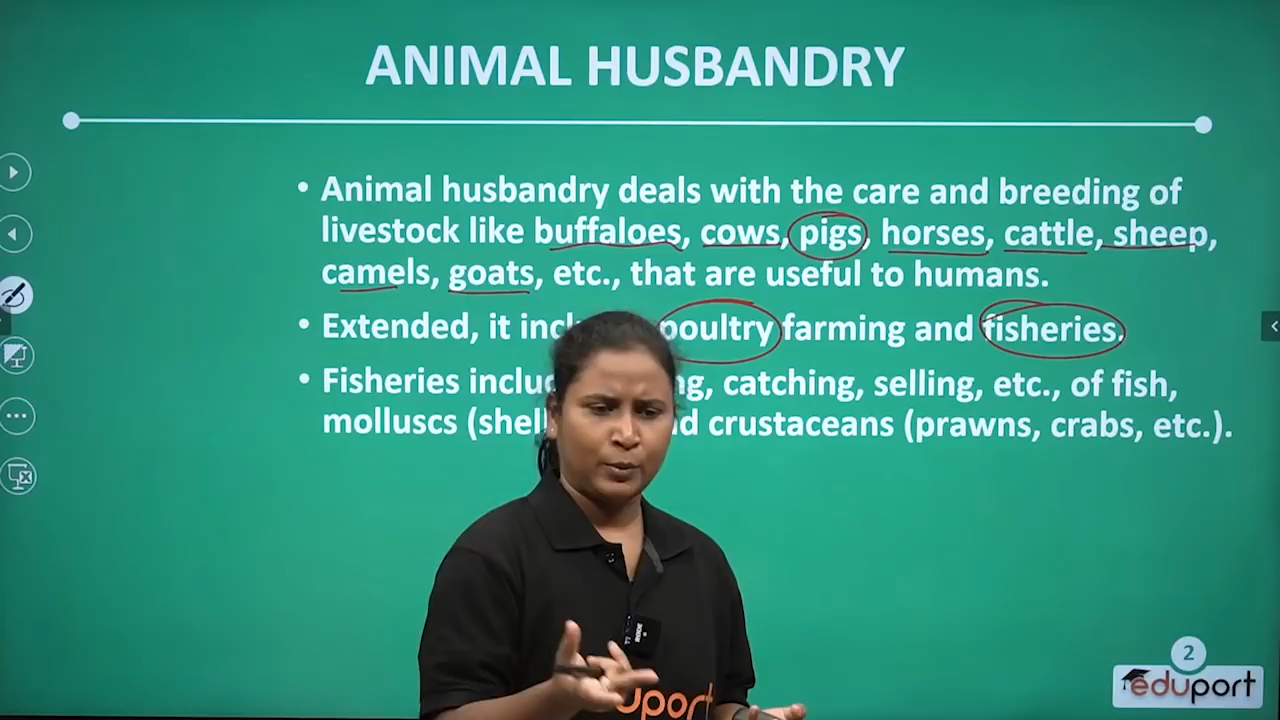 ANIMAL HUSBANDRY
• Animal husbandry deals with the care and breeding of
livestock like buffaloes, cows, pigs, horses, cattle, sheep,
camels, goats, etc., that are useful to humans.
• Extended, it poultry farming and fisheries.
• Fisheries catching, selling, etc., of fish,
molluscs crustaceans (prawns, crabs, etc.).
RODE
uport
2
eduport